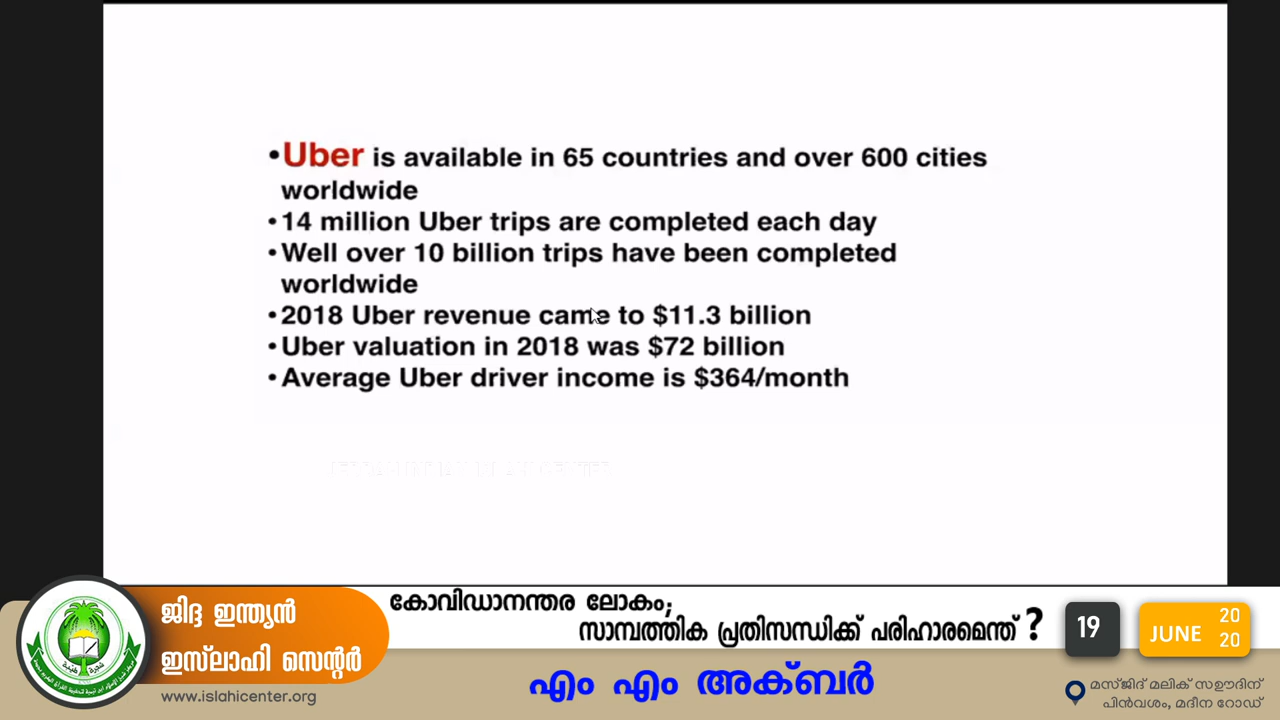 •Uber is available in 65 countries and over 600 cities
worldwide
•14 million Uber trips are completed each day
•Well over 10 billion trips have been completed
worldwide
•2018 Uber revenue came to $11.3 billion
•Uber valuation in 2018 was $72 billion
•Average Uber driver income is $364/month
ജിദ്ദ ഇന്ത്യൻ
ഇസ്‌ലാഹി സെന്റർ
www.islahicenter.org
കോവിഡാനന്തര ലോകം;
സാമ്പത്തിക പ്രതിസന്ധിക്ക് പരിഹാരമെന്ത് ?
എം എം അക്ബർ
19
JUNE
20
20
മസ്ജിദ് മലിക് സഊദിന്
പിൻവശം, മദീന റോഡ്